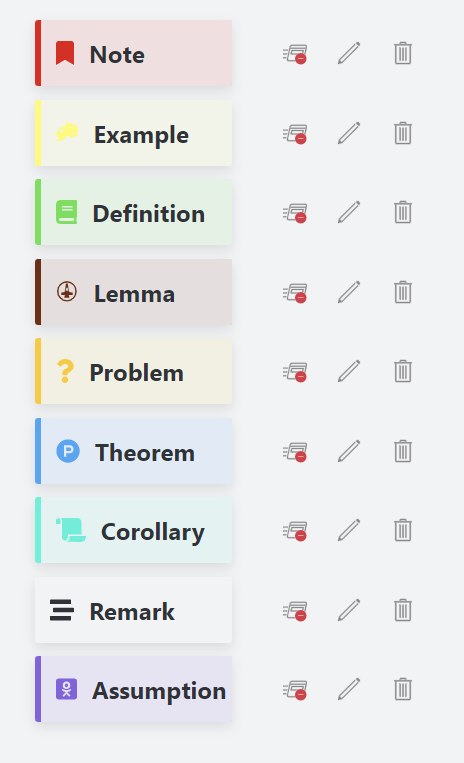 Note
Example
Definition
Lemma
Problem
Theorem
Corollary
Remark
Assumption